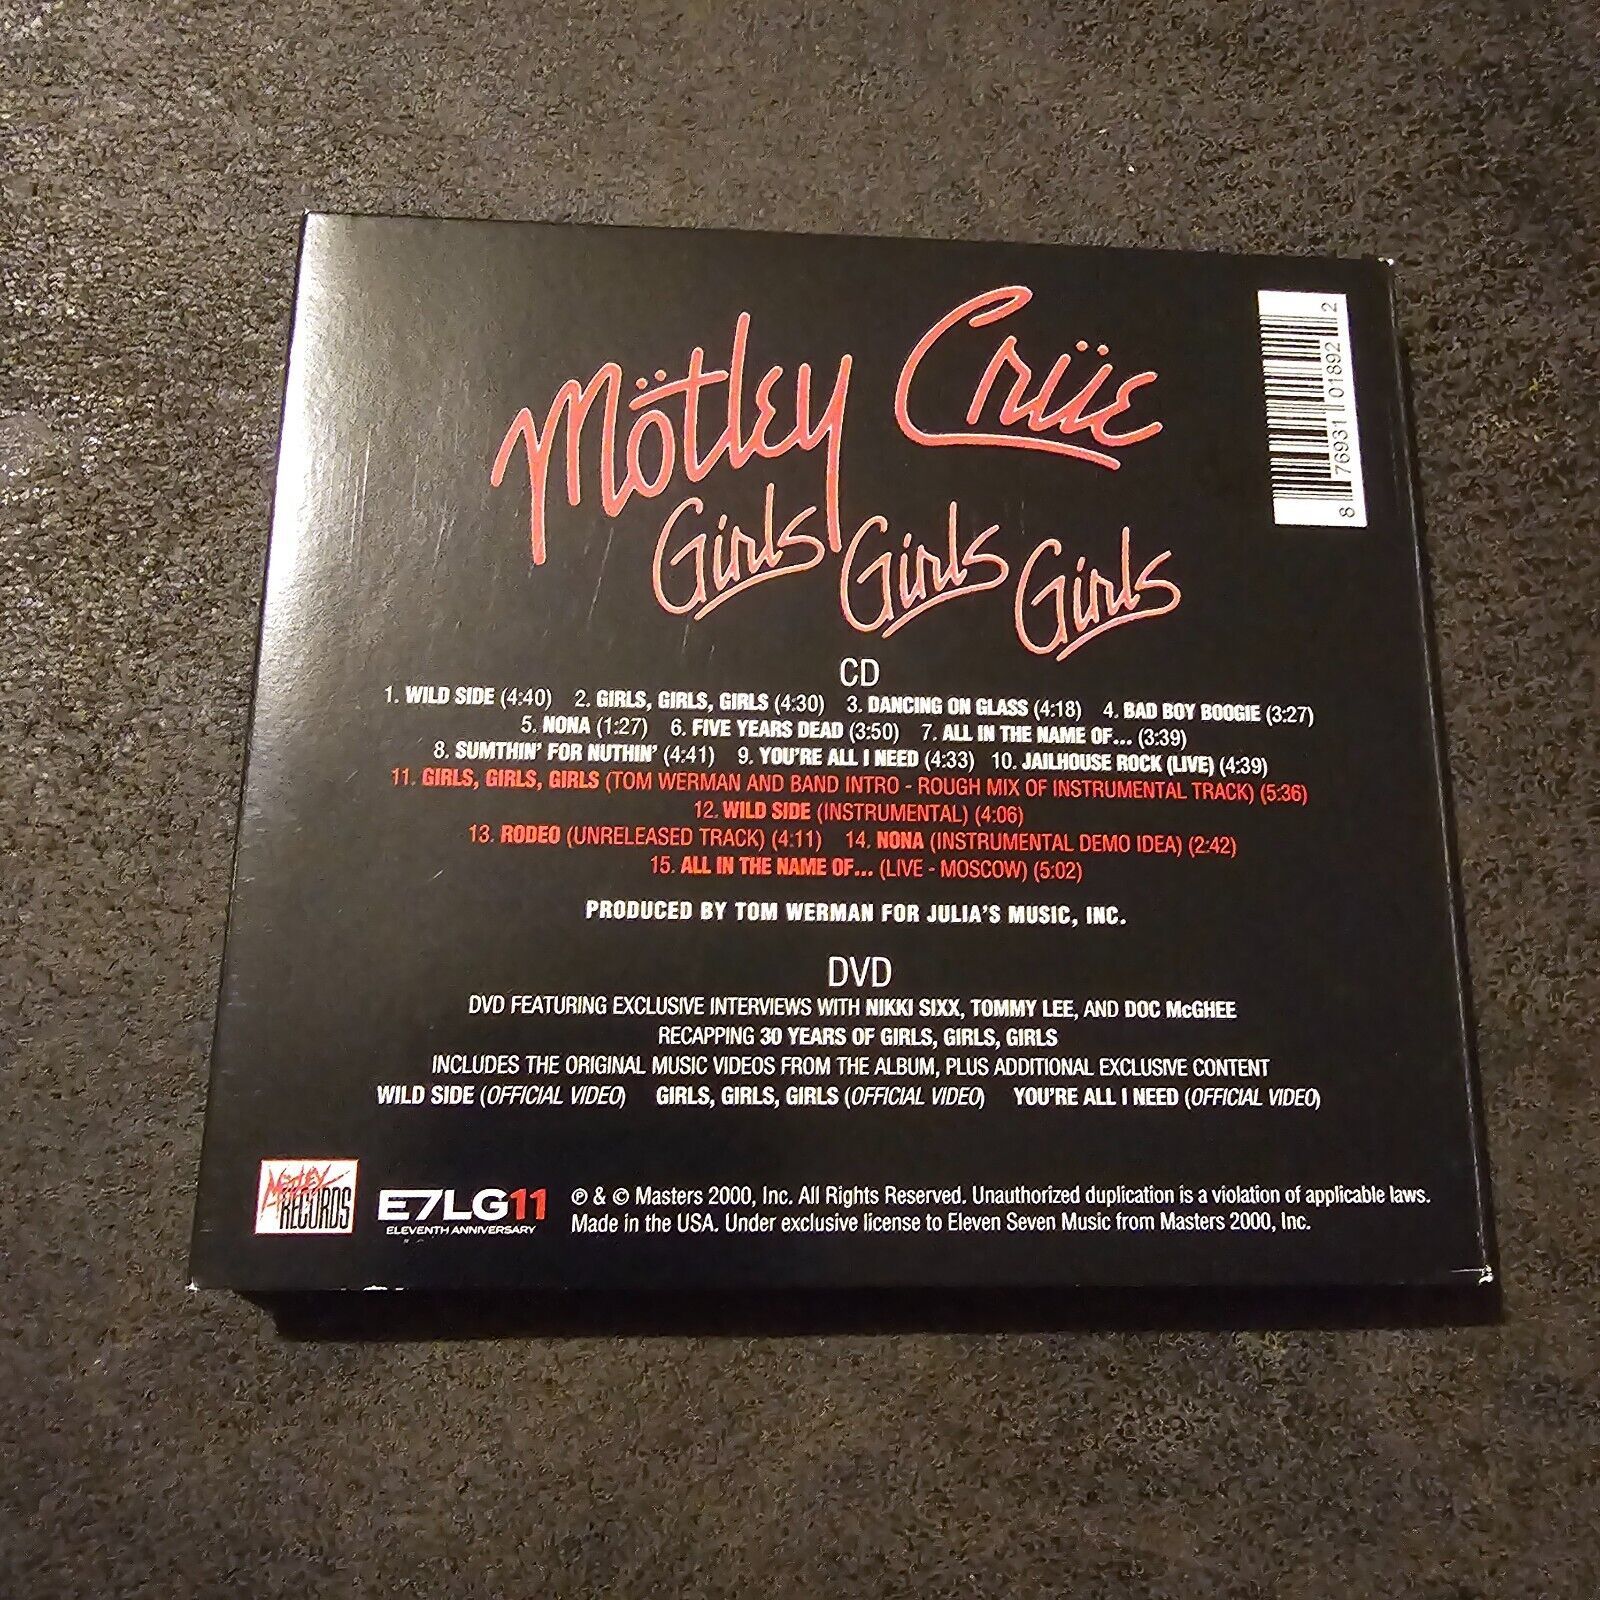 Mötley Crüe
Girls Girls Girls
8 76931 01892 2
CD
1. WILD SIDE (4:40) 2. GIRLS, GIRLS, GIRLS (4:30) 3. DANCING ON GLASS (4:18) 4. BAD BOY BOOGIE (3:27)
5. NONA (1:27) 6. FIVE YEARS DEAD (3:50) 7. ALL IN THE NAME OF... (3:39)
8. SUMTHIN' FOR NUTHIN' (4:41) 9. YOU'RE ALL I NEED (4:33) 10. JAILHOUSE ROCK (LIVE) (4:39)
11. GIRLS, GIRLS, GIRLS (TOM WERMAN AND BAND INTRO - ROUGH MIX OF INSTRUMENTAL TRACK) (5:36)
12. WILD SIDE (INSTRUMENTAL) (4:06)
13. RODEO (UNRELEASED TRACK) (4:11) 14. NONA (INSTRUMENTAL DEMO IDEA) (2:42)
15. ALL IN THE NAME OF... (LIVE - MOSCOW) (5:02)
PRODUCED BY TOM WERMAN FOR JULIA'S MUSIC, INC.
DVD
DVD FEATURING EXCLUSIVE INTERVIEWS WITH NIKKI SIXX, TOMMY LEE, AND DOC McGHEE
RECAPPING 30 YEARS OF GIRLS, GIRLS, GIRLS
INCLUDES THE ORIGINAL MUSIC VIDEOS FROM THE ALBUM, PLUS ADDITIONAL EXCLUSIVE CONTENT
WILD SIDE (OFFICIAL VIDEO) GIRLS, GIRLS, GIRLS (OFFICIAL VIDEO) YOU'RE ALL I NEED (OFFICIAL VIDEO)
MÖTLEY
RECORDS
E7LG11
ELEVENTH ANNIVERSARY
℗ & © Masters 2000, Inc. All Rights Reserved. Unauthorized duplication is a violation of applicable laws.
Made in the USA. Under exclusive license to Eleven Seven Music from Masters 2000, Inc.